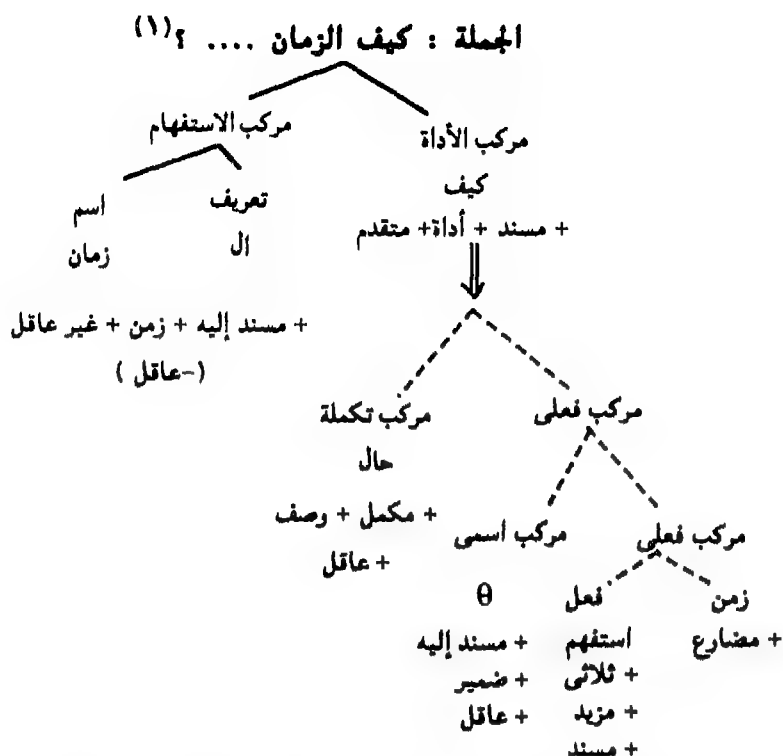 الجملة : كيف الزمان .... ؟(١)
مركب الأداة
مركب الاستفهام
كيف
تعريف
اسم
+ مسند + أداة + متقدم
ال
زمان
+ مسند إليه + زمن + غير عاقل
(-عاقل )
مركب فعلى
مركب تكملة
حال
+ مكمل + وصف
+ عاقل
مركب فعلى
مركب اسمى
زمن
فعل
θ
+ مضارع
استفهم
+ مسند إليه
+ ثلاثى
+ ضمير
+ مزيد
+ عاقل
+ مسند